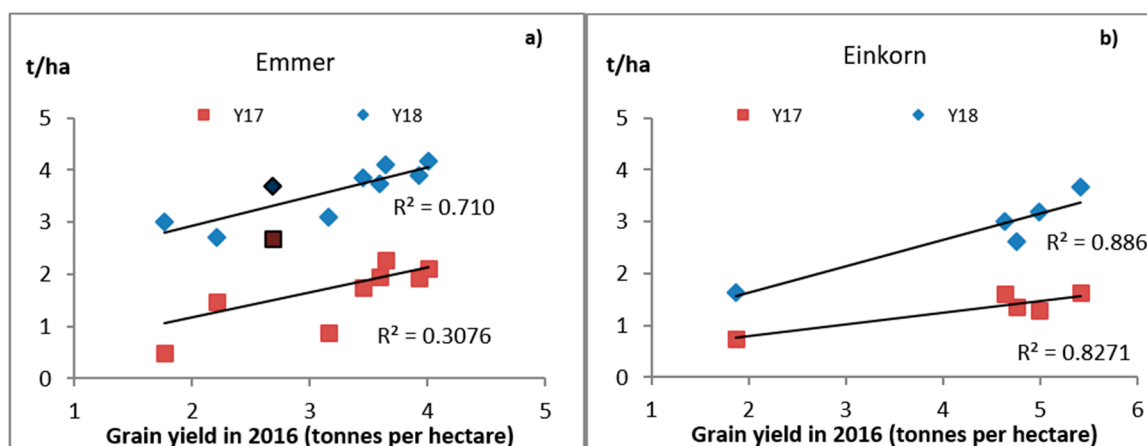 a)
Emmer
t/ha
Y17 Y18
5
4
3
2
1
0
R² = 0.710
R² = 0.3076
1 2 3 4 5
Grain yield in 2016 (tonnes per hectare)
b)
Einkorn
t/ha
Y17 Y18
5
4
3
2
1
0
R² = 0.886
R² = 0.8271
1 2 3 4 5 6
Grain yield in 2016 (tonnes per hectare)